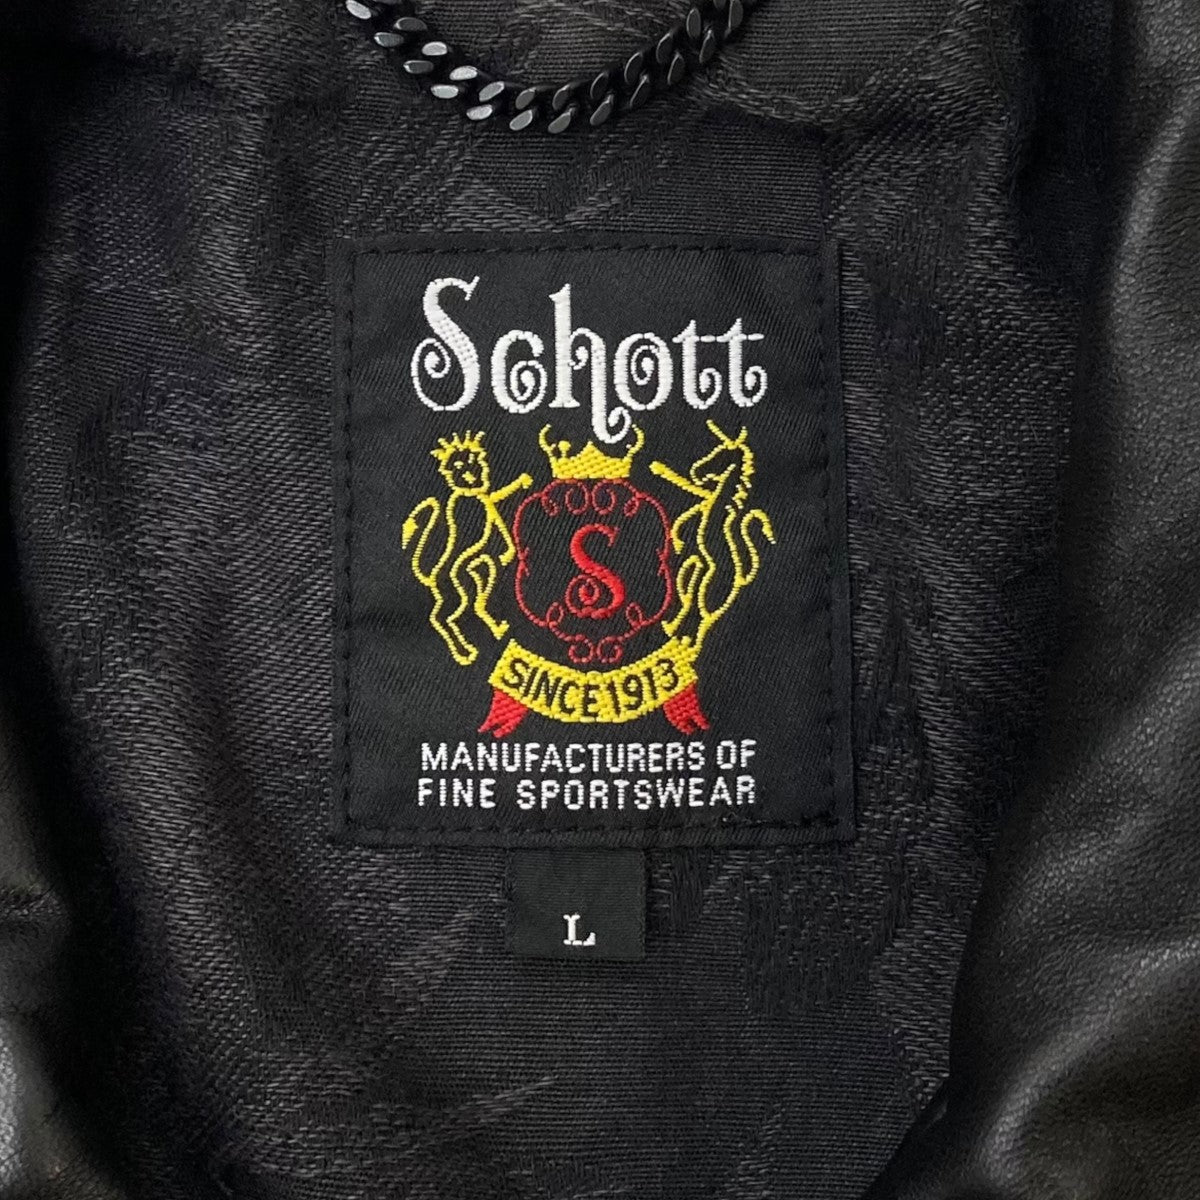 Schott
S
SINCE 1913
MANUFACTURERS OF
FINE SPORTSWEAR
L